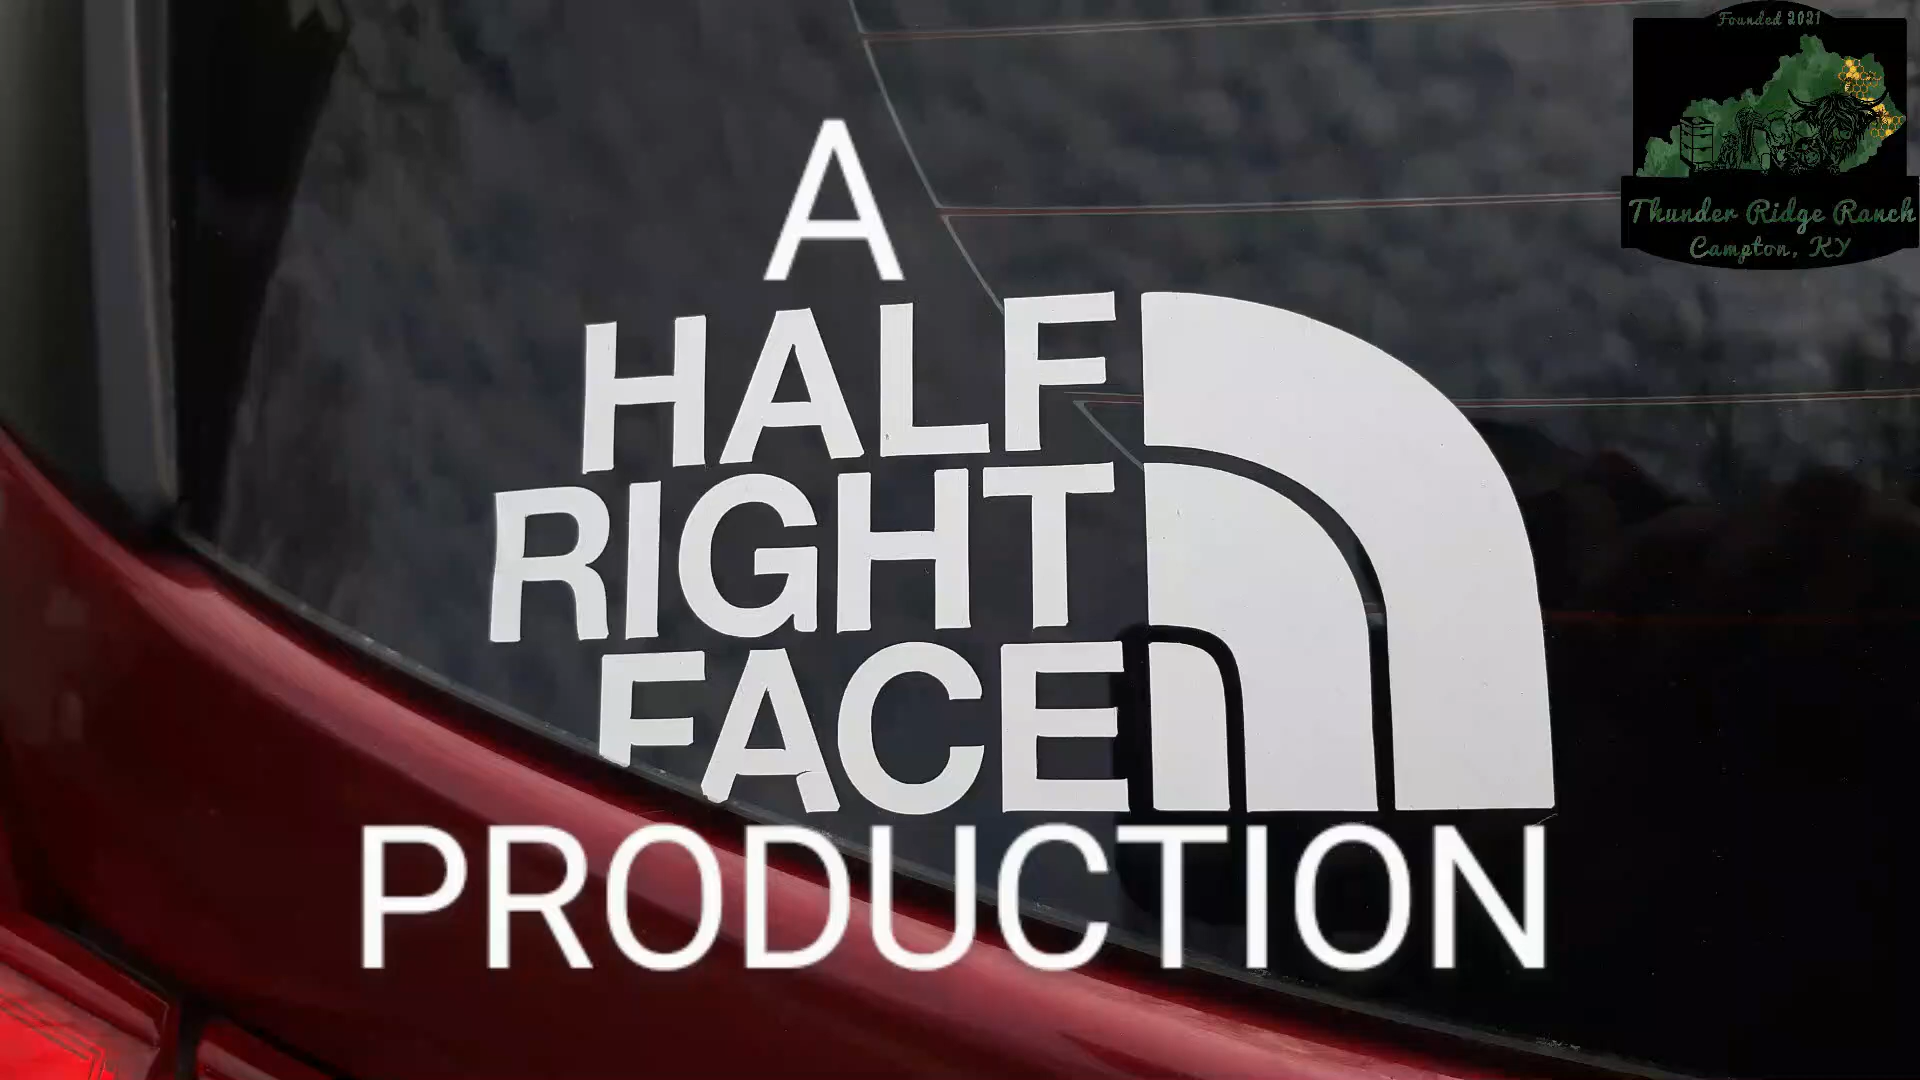 Founded 2021
Thunder Ridge Ranch
Campton, KY
A
HALF
RIGHT
FACE
PRODUCTION